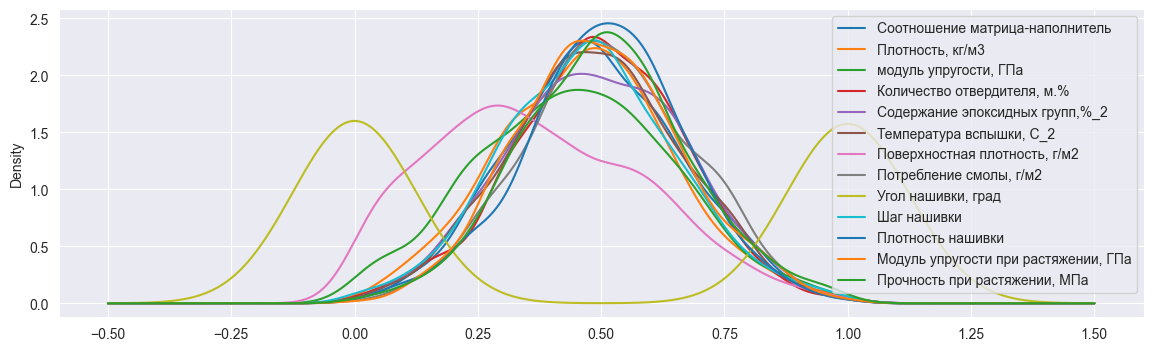 2.5
2.0
1.5
1.0
0.5
0.0
Density
−0.50
−0.25
0.00
0.25
0.50
0.75
1.00
1.25
1.50
Соотношение матрица-наполнитель
Плотность, кг/м3
модуль упругости, ГПа
Количество отвердителя, м.%
Содержание эпоксидных групп,%_2
Температура вспышки, С_2
Поверхностная плотность, г/м2
Потребление смолы, г/м2
Угол нашивки, град
Шаг нашивки
Плотность нашивки
Модуль упругости при растяжении, ГПа
Прочность при растяжении, МПа